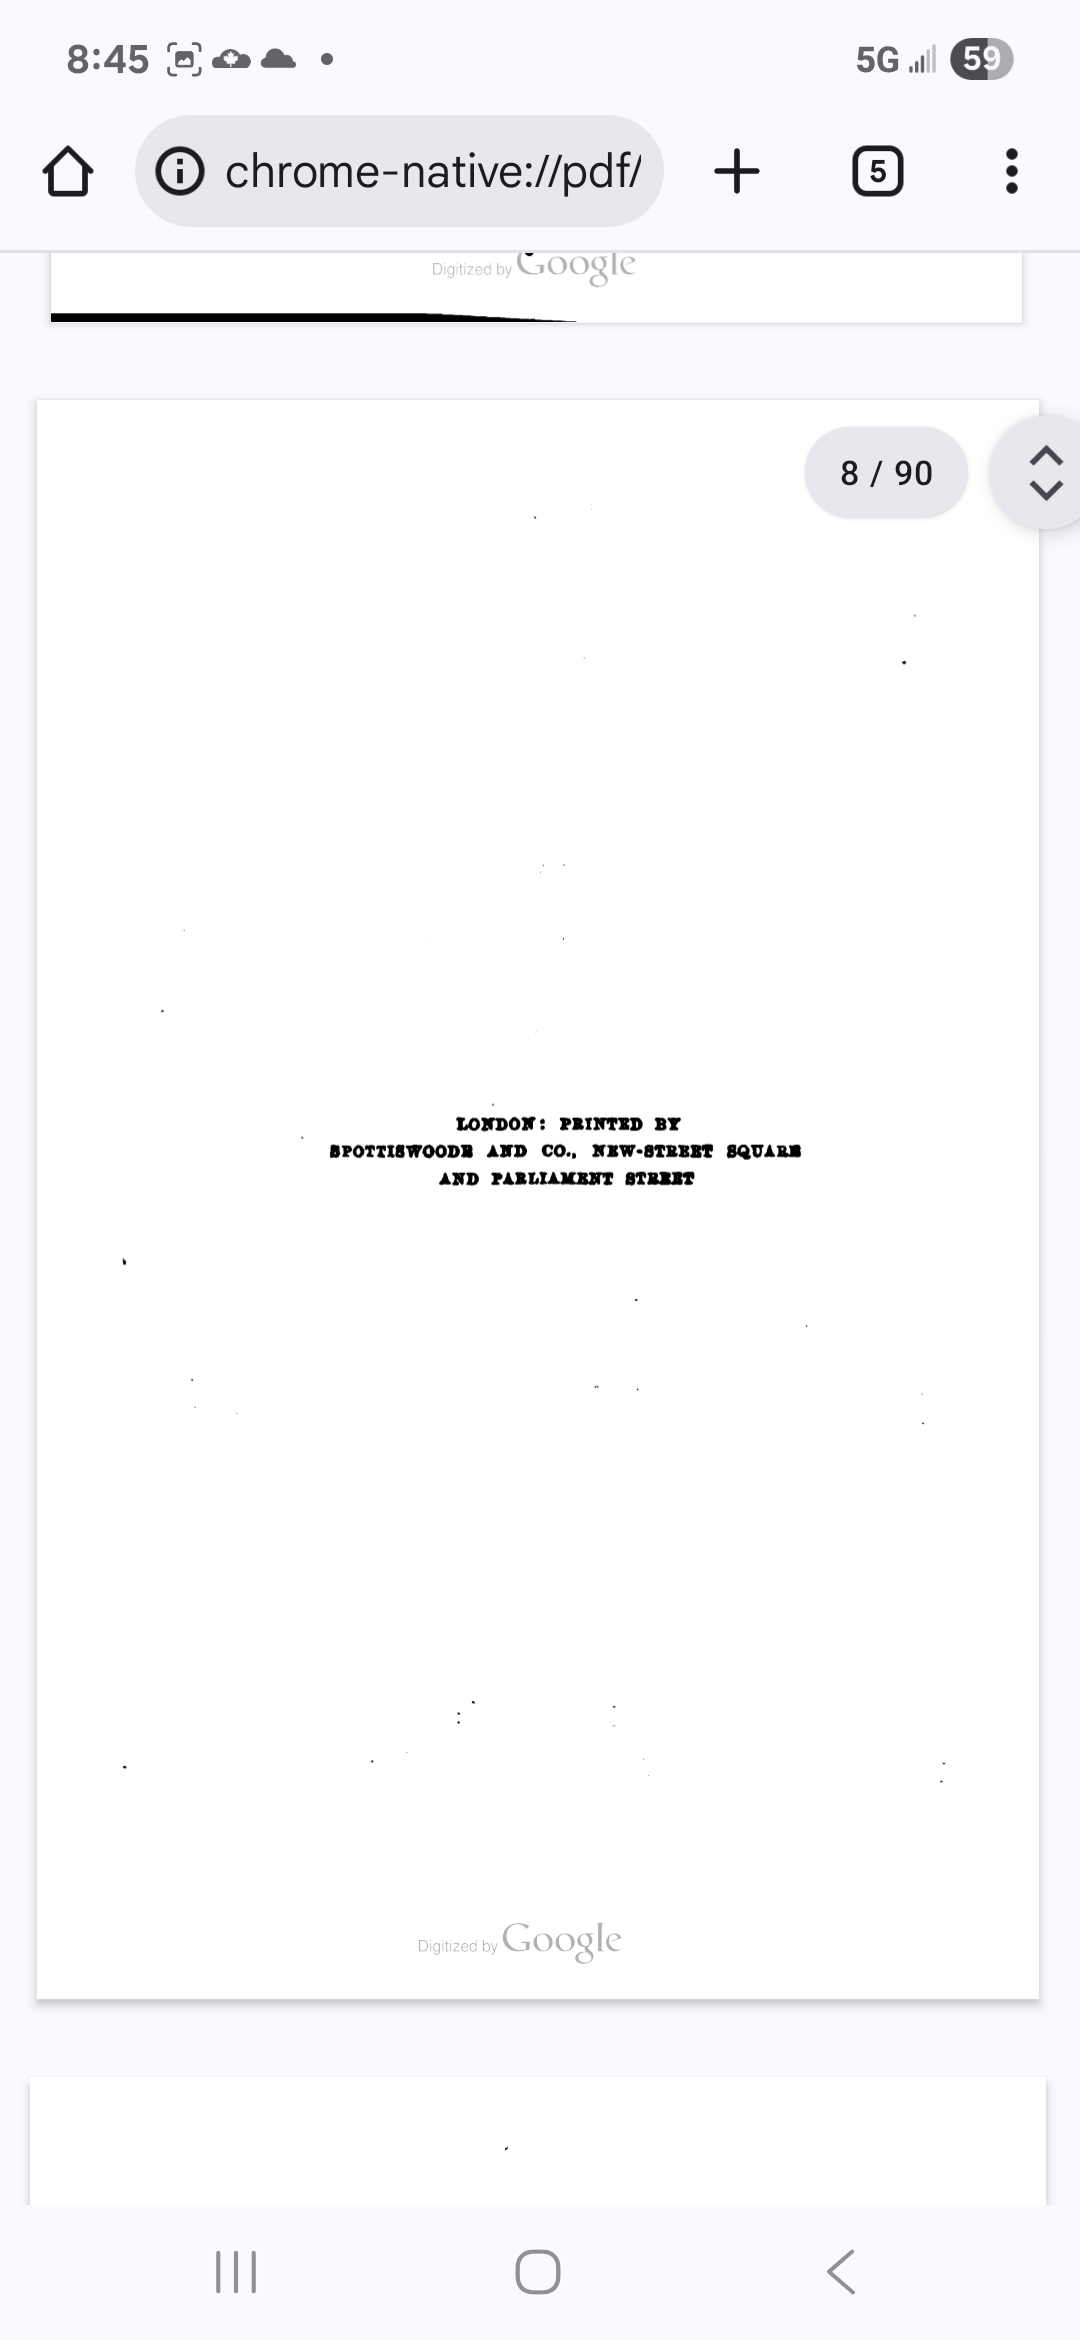 8:45
5G 59
chrome-native://pdf/
5
Digitized by Google
8 / 90
LONDON: PRINTED BY
SPOTTISWOODE AND CO., NEW-STREET SQUARE
AND PARLIAMENT STREET
Digitized by Google